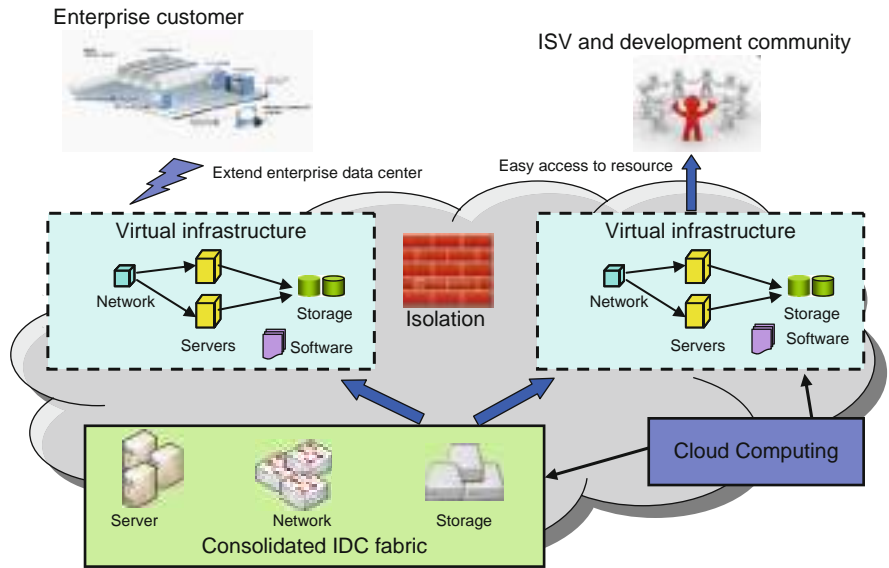 Enterprise customer
ISV and development community
Extend enterprise data center
Easy access to resource
Virtual infrastructure
Network
Servers
Storage
Software
Isolation
Virtual infrastructure
Network
Servers
Storage
Software
Cloud Computing
Server
Network
Storage
Consolidated IDC fabric